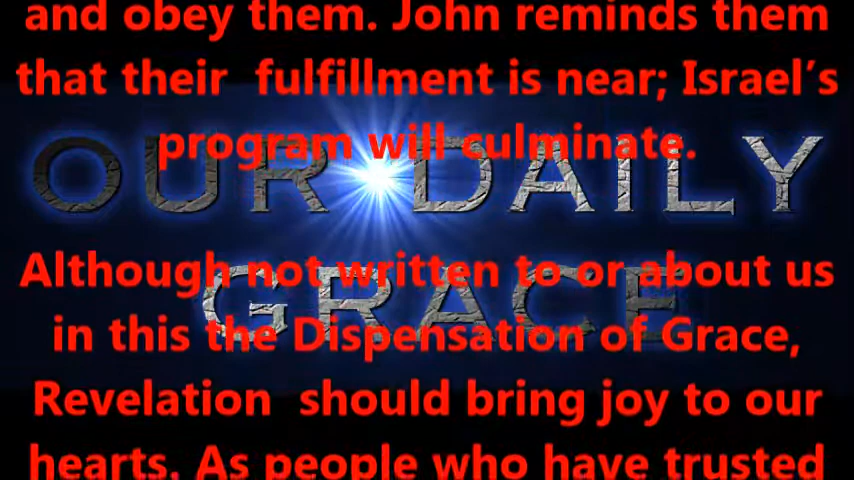 and obey them. John reminds them
that their fulfillment is near; Israel's
program will culminate.
OUR DAILY
GRACE
Although not written to or about us
in this the Dispensation of Grace,
Revelation should bring joy to our
hearts. As people who have trusted